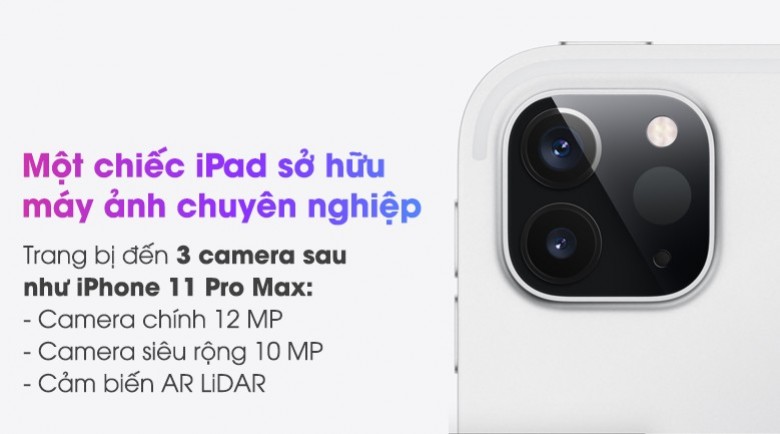 Một chiếc iPad sở hữu
máy ảnh chuyên nghiệp
Trang bị đến 3 camera sau
như iPhone 11 Pro Max:
- Camera chính 12 MP
- Camera siêu rộng 10 MP
- Cảm biến AR LiDAR